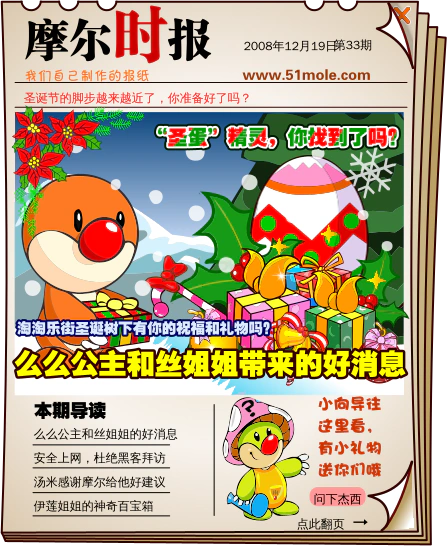 摩尔时报
2008年12月19日第33期
我们自己制作的报纸
www.51mole.com
圣诞节的脚步越来越近了，你准备好了吗？
“圣蛋”精灵，你找到了吗？
淘淘乐街圣诞树下有你的祝福和礼物吗？
么么公主和丝姐姐带来的好消息
本期导读
么么公主和丝姐姐的好消息
安全上网，杜绝黑客拜访
汤米感谢摩尔给他好建议
伊莲姐姐的神奇百宝箱
?
小向导往
这里看，
有小礼物
送你们哦
问下杰西
点此翻页 →